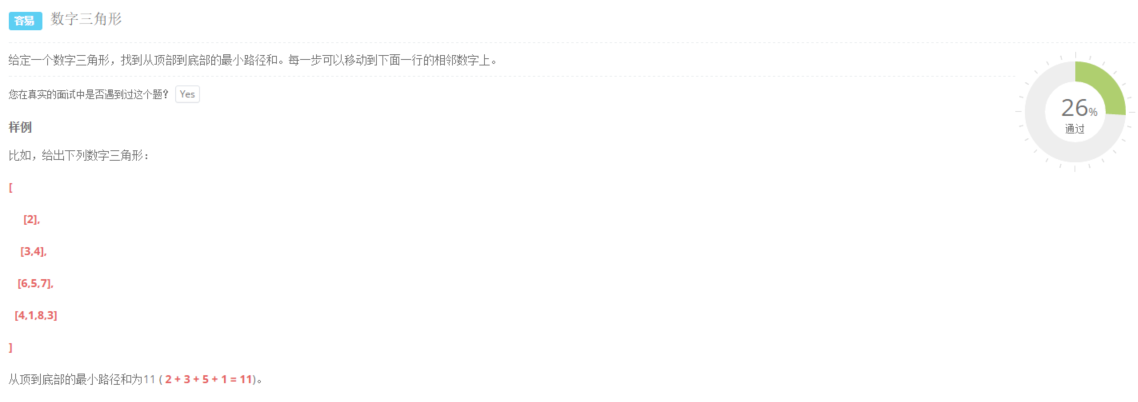 容易 数字三角形
给定一个数字三角形，找到从顶部到底部的最小路径和。每一步可以移动到下面一行的相邻数字上。
您在真实的面试中是否遇到过这个题？ Yes
26%
通过
样例
比如，给出下列数字三角形：
[
[2],
[3,4],
[6,5,7],
[4,1,8,3]
]
从顶到底部的最小路径和为11 ( 2 + 3 + 5 + 1 = 11)。